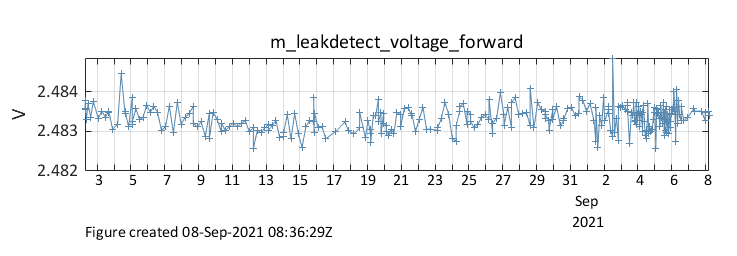 m_leakdetect_voltage_forward
V
2.484
2.483
2.482
3 5 7 9 11 13 15 17 19 21 23 25 27 29 31 2 4 6 8
Sep
2021
Figure created 08-Sep-2021 08:36:29Z